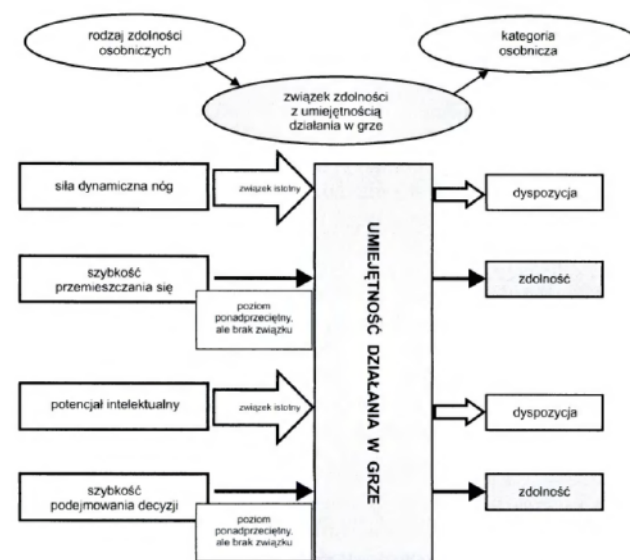 rodzaj zdolności
osobniczych
kategoria
osobnicza
związek zdolności
z umiejętnością
działania w grze
siła dynamiczna nóg
związek istotny
dyspozycja
szybkość
przemieszczania się
poziom
ponadprzeciętny,
ale brak związku
zdolność
UMIEJĘTNOŚĆ DZIAŁANIA W GRZE
potencjał intelektualny
związek istotny
dyspozycja
szybkość
podejmowania decyzji
poziom
ponadprzeciętny,
ale brak związku
zdolność